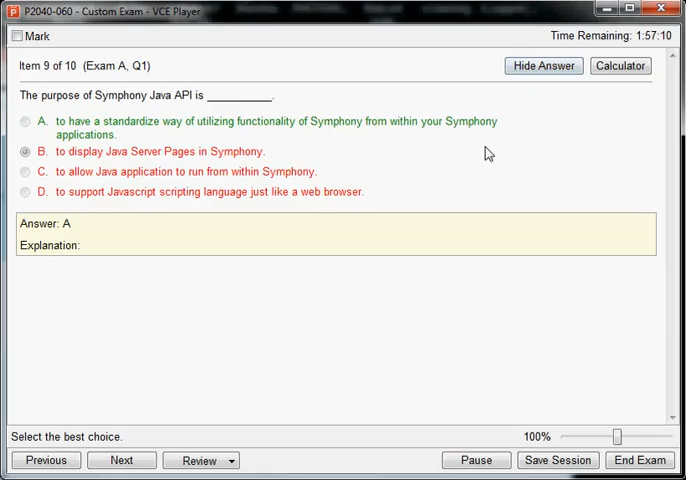 P2040-060 - Custom Exam - VCE Player
Mark
Time Remaining: 1:57:10
Item 9 of 10 (Exam A, Q1)
Hide Answer
Calculator
The purpose of Symphony Java API is __________.
A. to have a standardize way of utilizing functionality of Symphony from within your Symphony
applications.
B. to display Java Server Pages in Symphony.
C. to allow Java application to run from within Symphony.
D. to support Javascript scripting language just like a web browser.
Answer: A
Explanation:
Select the best choice.
100%
Previous
Next
Review
Pause
Save Session
End Exam